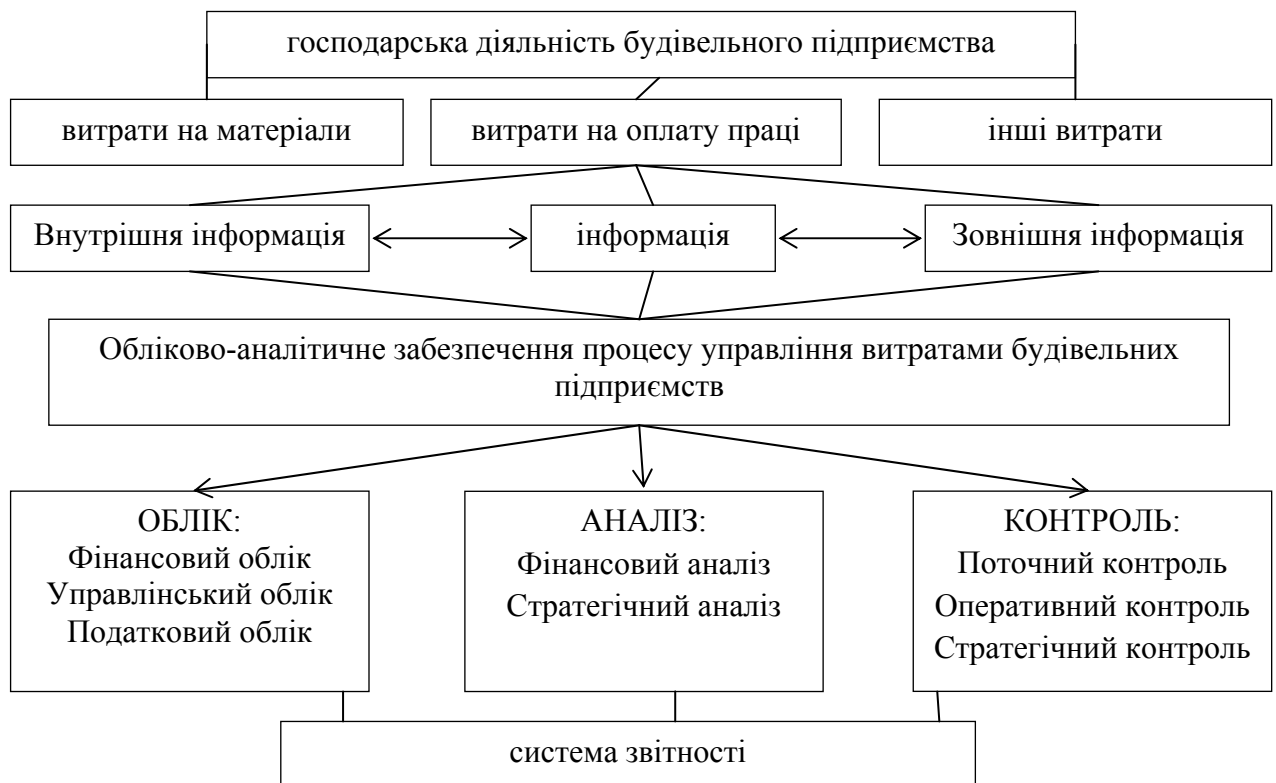 господарська діяльність будівельного підприємства
витрати на матеріали
витрати на оплату праці
інші витрати
Внутрішня інформація
інформація
Зовнішня інформація
Обліково-аналітичне забезпечення процесу управління витратами будівельних
підприємств
ОБЛІК:
Фінансовий облік
Управлінський облік
Податковий облік
АНАЛІЗ:
Фінансовий аналіз
Стратегічний аналіз
КОНТРОЛЬ:
Поточний контроль
Оперативний контроль
Стратегічний контроль
система звітності